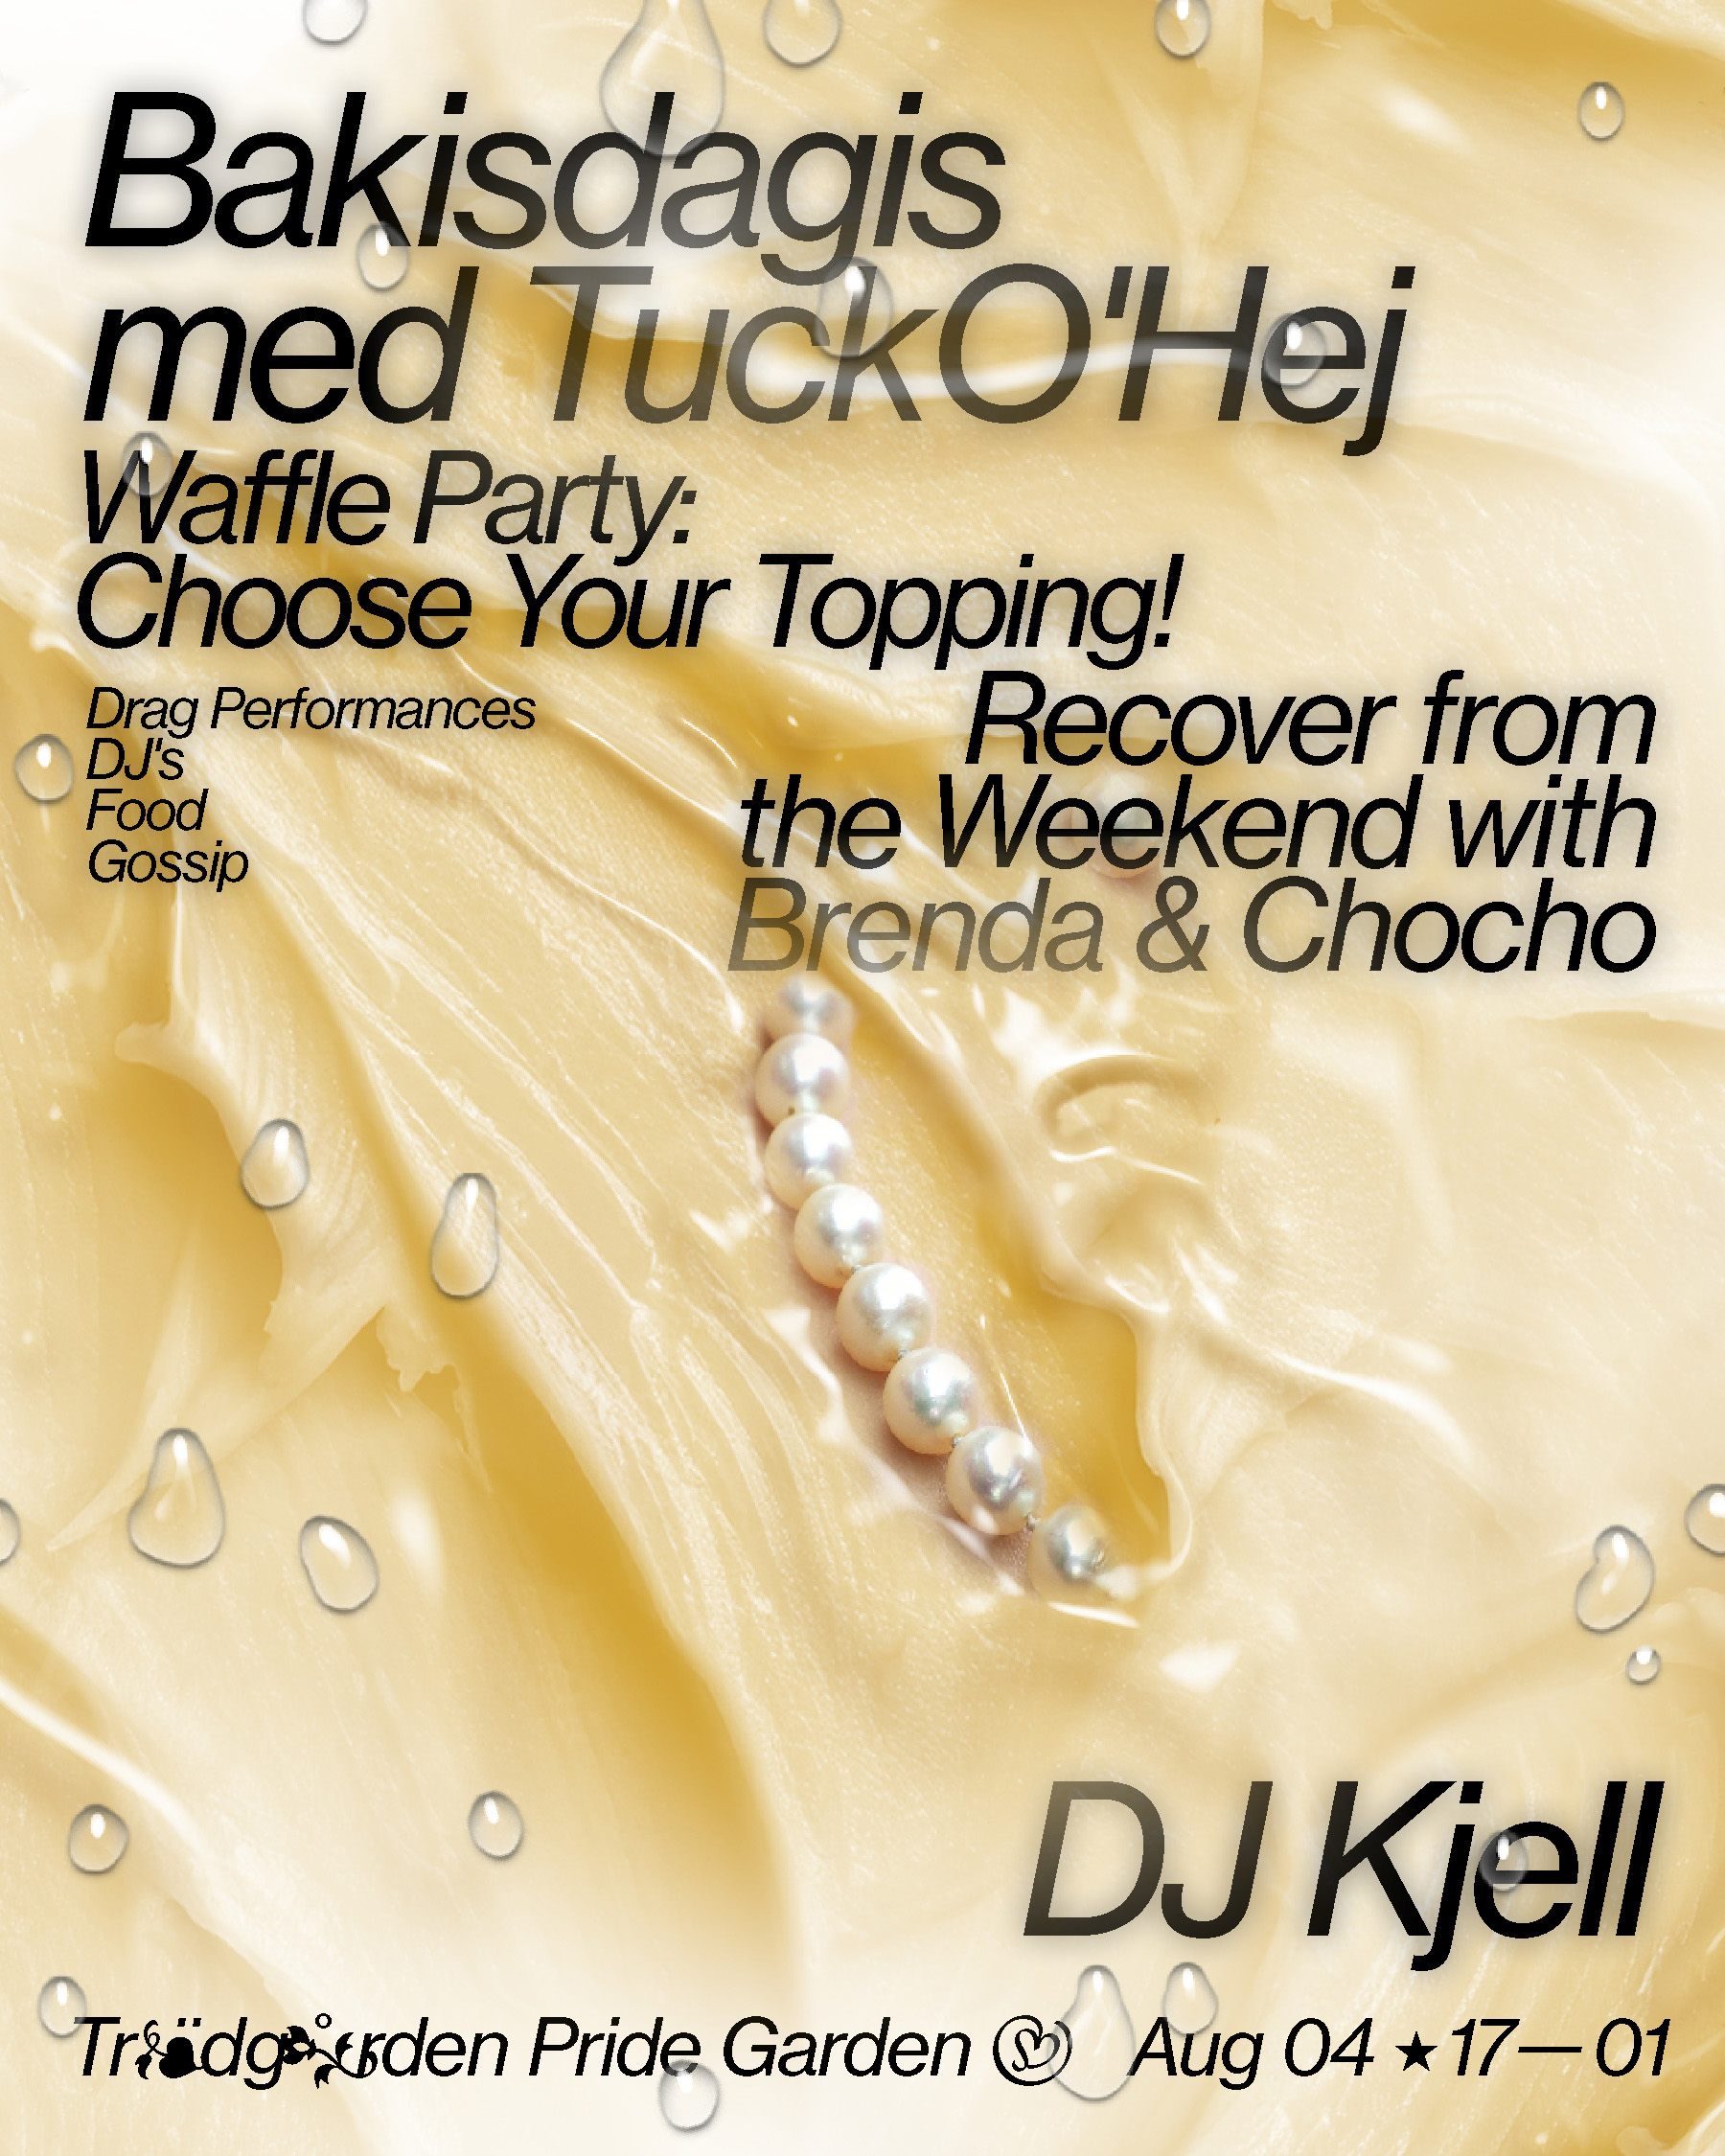 Bakisdagis
med TuckO'Hej
Waffle Party:
Choose Your Topping!
Drag Performances
DJ's
Food
Gossip
Recover from
the Weekend with
Brenda & Chocho
DJ Kjell
Trädgården Pride Garden Aug 04 ★ 17—01